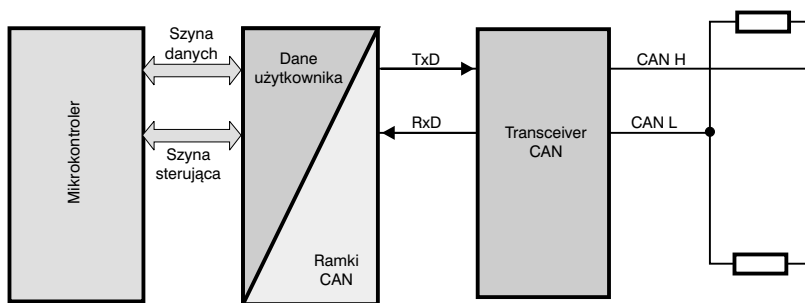 Mikrokontroler
Szyna
danych
Szyna
sterująca
Dane
użytkownika
Ramki
CAN
TxD
RxD
Transceiver
CAN
CAN H
CAN L